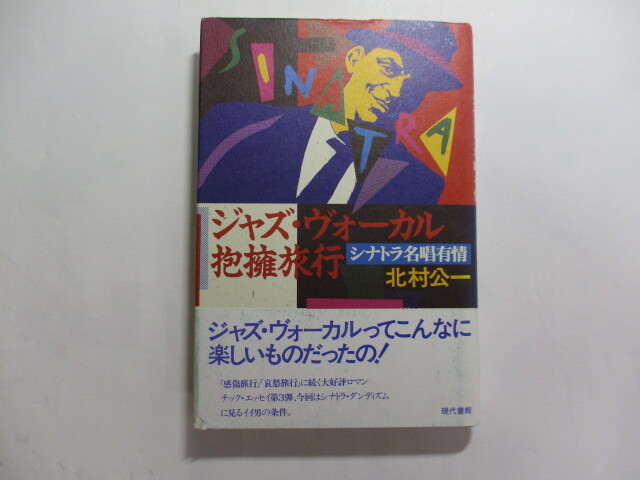 SINATRA
ジャズ・ヴォーカル
抱擁旅行
シナトラ名唱有情
北村公一
ジャズ・ヴォーカルってこんなに
楽しいものだったの!
『感傷旅行』『哀愁旅行』に続く大好評ロマン
チック・エッセイ第3弾、今回はシナトラ・ダンディズム
に見るイイ男の条件。
現代書館